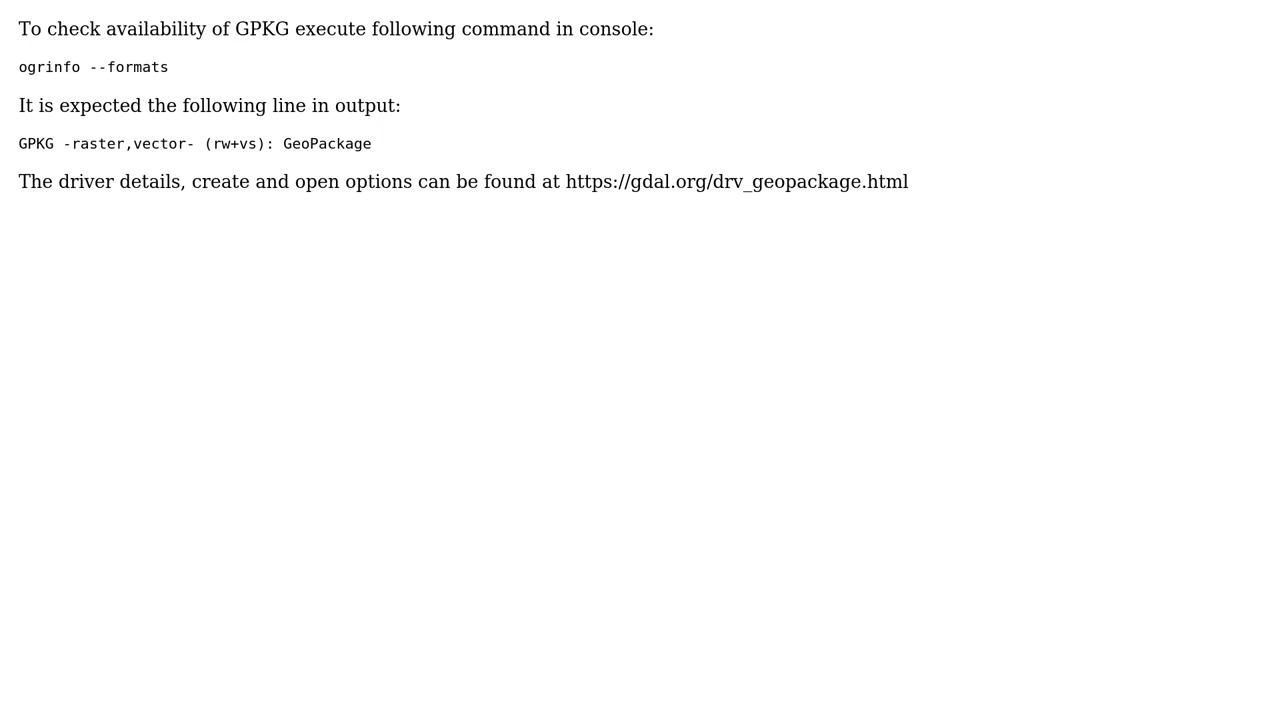 To check availability of GPKG execute following command in console:
ogrinfo --formats
It is expected the following line in output:
GPKG -raster,vector- (rw+vs): GeoPackage
The driver details, create and open options can be found at https://gdal.org/drv_geopackage.html